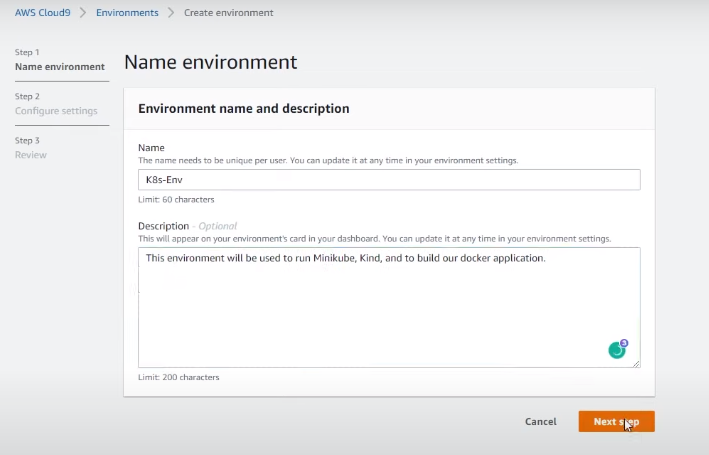 AWS Cloud9 > Environments > Create environment
Step 1
Name environment
Step 2
Configure settings
Step 3
Review
Name environment
Environment name and description
Name
The name needs to be unique per user. You can update it at any time in your environment settings.
K8s-Env
Limit: 60 characters
Description - Optional
This will appear on your environment's card in your dashboard. You can update it at any time in your environment settings.
This environment will be used to run Minikube, Kind, and to build our docker application.
3
Limit: 200 characters
Cancel
Next step